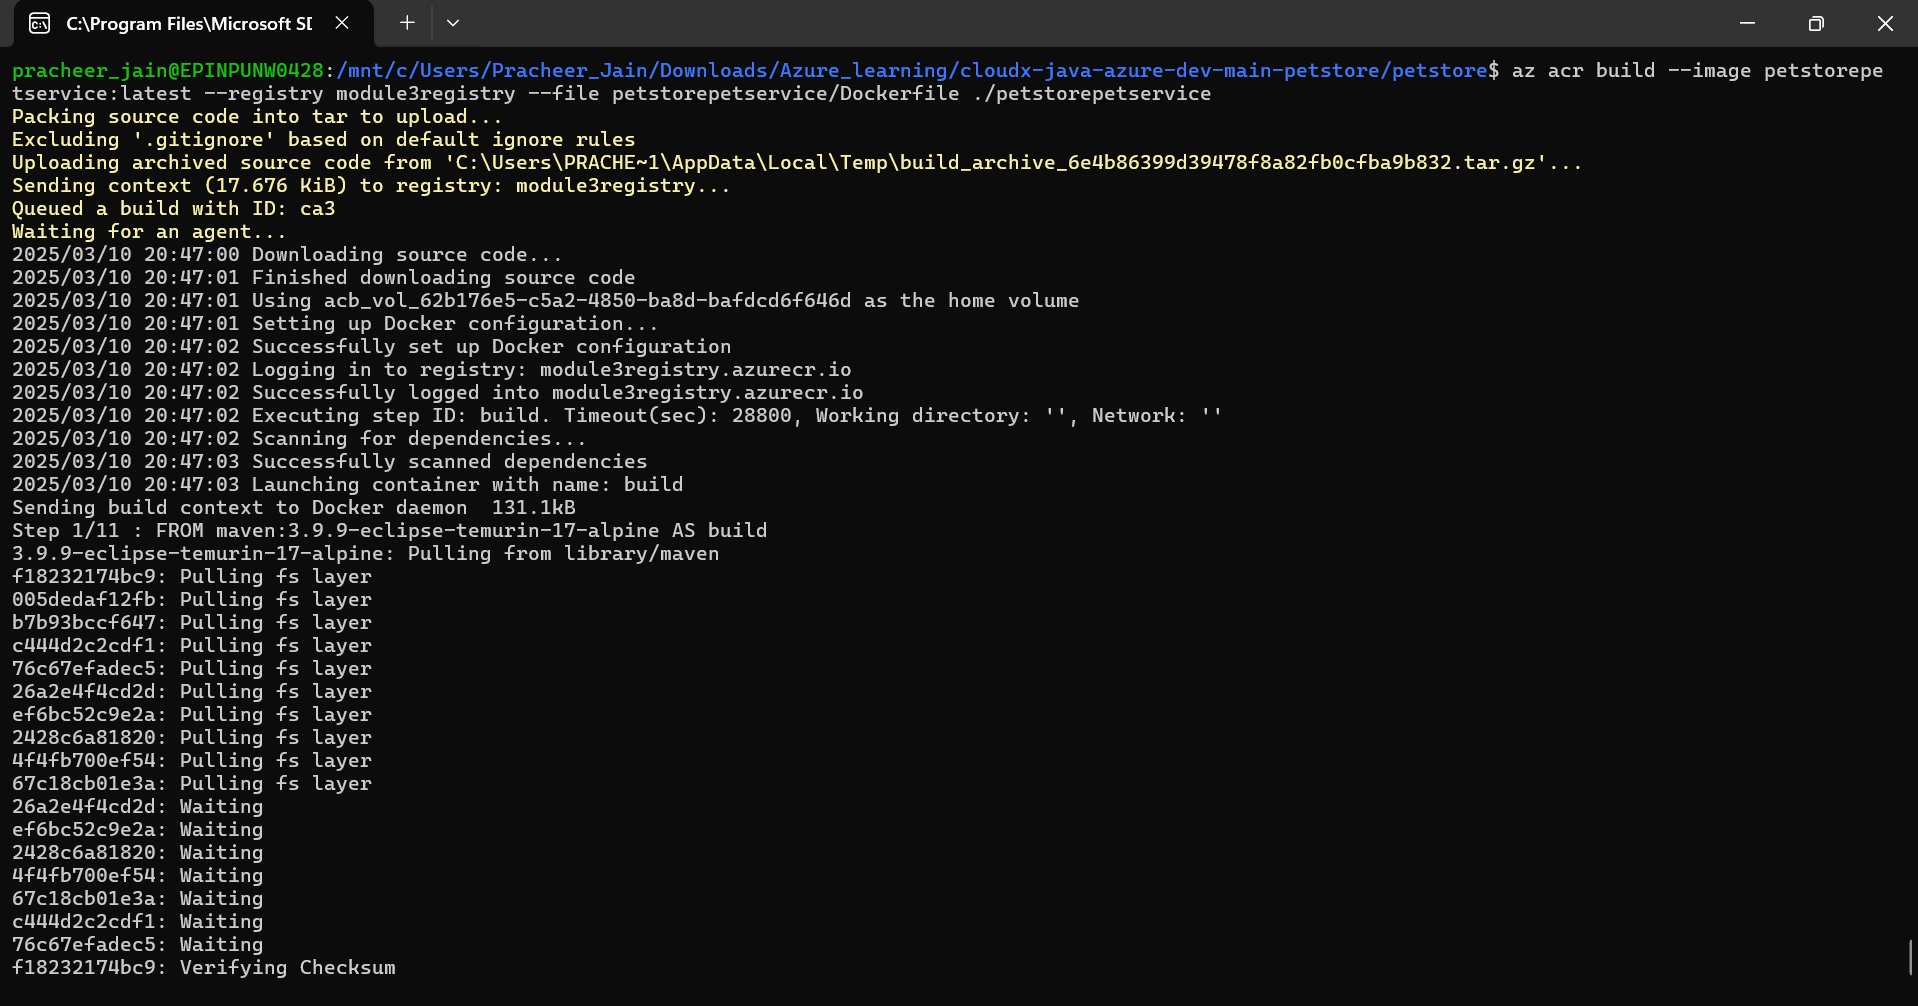 C:\Program Files\Microsoft SD
pracheer_jain@EPINPUNW0428:/mnt/c/Users/Pracheer_Jain/Downloads/Azure_learning/cloudx-java-azure-dev-main-petstore/petstore$ az acr build --image petstorepe
tservice:latest --registry module3registry --file petstorepetservice/Dockerfile ./petstorepetservice
Packing source code into tar to upload...
Excluding '.gitignore' based on default ignore rules
Uploading archived source code from 'C:\Users\PRACHE~1\AppData\Local\Temp\build_archive_6e4b86399d39478f8a82fb0cfba9b832.tar.gz'...
Sending context (17.676 KiB) to registry: module3registry...
Queued a build with ID: ca3
Waiting for an agent...
2025/03/10 20:47:00 Downloading source code...
2025/03/10 20:47:01 Finished downloading source code
2025/03/10 20:47:01 Using acb_vol_62b176e5-c5a2-4850-ba8d-bafdcd6f646d as the home volume
2025/03/10 20:47:01 Setting up Docker configuration...
2025/03/10 20:47:02 Successfully set up Docker configuration
2025/03/10 20:47:02 Logging in to registry: module3registry.azurecr.io
2025/03/10 20:47:02 Successfully logged into module3registry.azurecr.io
2025/03/10 20:47:02 Executing step ID: build. Timeout(sec): 28800, Working directory: '', Network: ''
2025/03/10 20:47:02 Scanning for dependencies...
2025/03/10 20:47:03 Successfully scanned dependencies
2025/03/10 20:47:03 Launching container with name: build
Sending build context to Docker daemon  131.1kB
Step 1/11 : FROM maven:3.9.9-eclipse-temurin-17-alpine AS build
3.9.9-eclipse-temurin-17-alpine: Pulling from library/maven
f18232174bc9: Pulling fs layer
005dedaf12fb: Pulling fs layer
b7b93bccf647: Pulling fs layer
c444d2c2cdf1: Pulling fs layer
76c67efadec5: Pulling fs layer
26a2e4f4cd2d: Pulling fs layer
ef6bc52c9e2a: Pulling fs layer
2428c6a81820: Pulling fs layer
4f4fb700ef54: Pulling fs layer
67c18cb01e3a: Pulling fs layer
26a2e4f4cd2d: Waiting
ef6bc52c9e2a: Waiting
2428c6a81820: Waiting
4f4fb700ef54: Waiting
67c18cb01e3a: Waiting
c444d2c2cdf1: Waiting
76c67efadec5: Waiting
f18232174bc9: Verifying Checksum